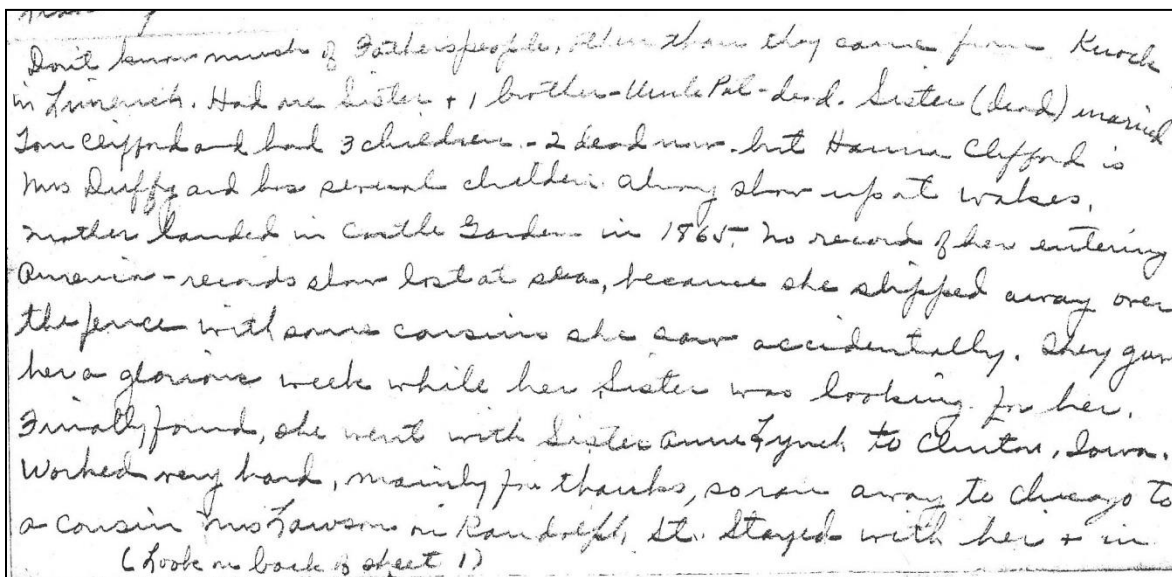 Don't know much of Fathers people, other than they came from Knock
in Limerick. Had one sister + 1 brother - Uncle Pat - dead. Sister (dead) married
Tom Clifford and had 3 children - 2 dead now - but Hanna Clifford is
Mrs Duffy and has several children. Always show up at wakes.
Mother landed in Castle Garden in 1865. No record of her entering
America - records show lost at sea, because she slipped away over
the fence with some cousins she saw accidentally. They gave
her a glorious week while her sister was looking for her.
Finally found, she went with Sister Anne Lynch to Clinton, Iowa.
Worked very hard, mainly for thanks, so ran away to Chicago to
a cousin Mrs Lawson on Randolph St. Stayed with her + in
(Look on back of sheet 1)